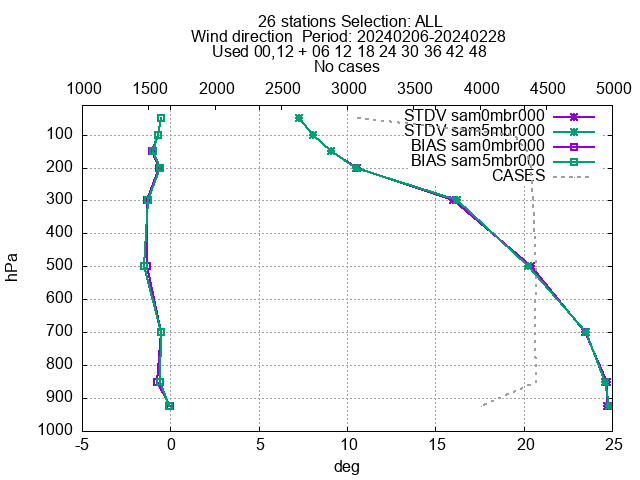 26 stations Selection: ALL
Wind direction  Period: 20240206-20240228
Used 00,12 + 06 12 18 24 30 36 42 48
No cases
1000 1500 2000 2500 3000 3500 4000 4500 5000
STDV sam0mbr000
STDV sam5mbr000
BIAS sam0mbr000
BIAS sam5mbr000
CASES
100
200
300
400
500
600
700
800
900
1000
hPa
-5 0 5 10 15 20 25
deg